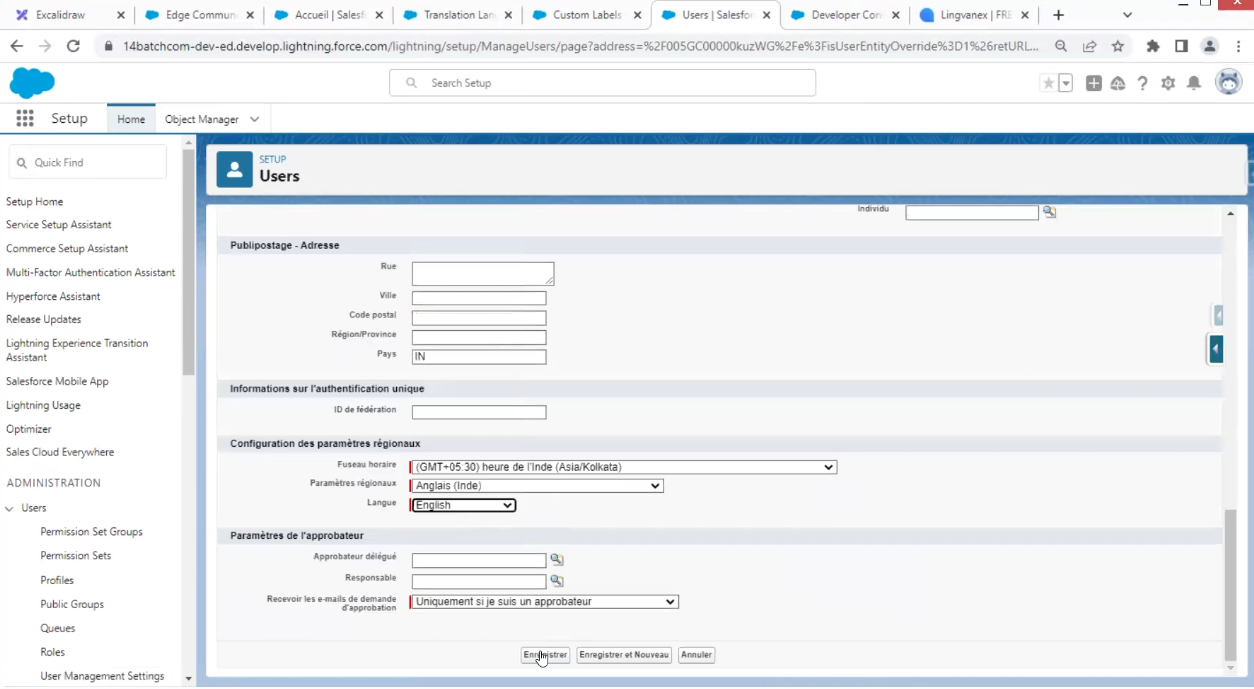 Excalidraw
Edge Commun
Accueil | Salesf
Translation Lan
Custom Labels
Users | Salesfor
Developer Con
Lingvanex | FRE
14batchcom-dev-ed.develop.lightning.force.com/lightning/setup/ManageUsers/page?address=%2F005GC00000kuzWG%2Fe%3FisUserEntityOverride%3D1%26retURL...
Search Setup
Setup
Home
Object Manager
Quick Find
Setup Home
Service Setup Assistant
Commerce Setup Assistant
Multi-Factor Authentication Assistant
Hyperforce Assistant
Release Updates
Lightning Experience Transition
Assistant
Salesforce Mobile App
Lightning Usage
Optimizer
Sales Cloud Everywhere
ADMINISTRATION
Users
Permission Set Groups
Permission Sets
Profiles
Public Groups
Queues
Roles
User Management Settings
SETUP
Users
Individu
Publipostage - Adresse
Rue
Ville
Code postal
Région/Province
Pays IN
Informations sur l'authentification unique
ID de fédération
Configuration des paramètres régionaux
Fuseau horaire (GMT+05:30) heure de l'Inde (Asia/Kolkata)
Paramètres régionaux Anglais (Inde)
Langue English
Paramètres de l'approbateur
Approbateur délégué
Responsable
Recevoir les e-mails de demande
d'approbation Uniquement si je suis un approbateur
Enregistrer Enregistrer et Nouveau Annuler